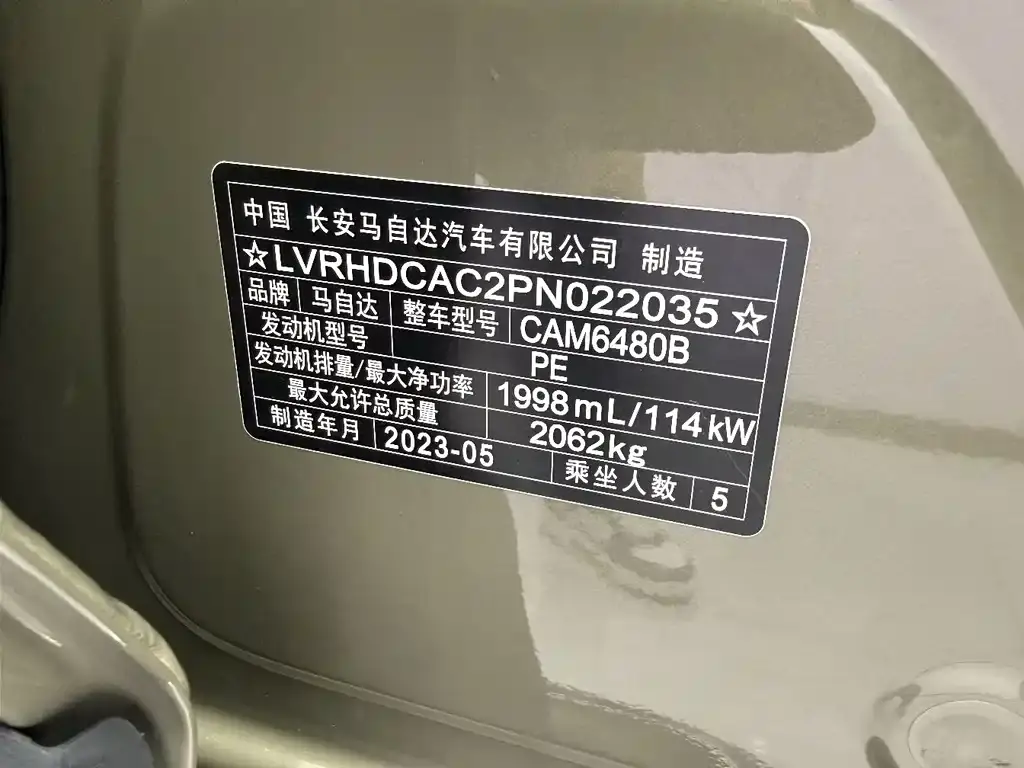 中国 长安马自达汽车有限公司 制造
☆LVRHDCAC2PN022035☆
品牌 马自达 整车型号 CAM6480B
发动机型号 PE
发动机排量/最大净功率 1998mL/114kW
最大允许总质量 2062kg
制造年月 2023-05 乘坐人数 5